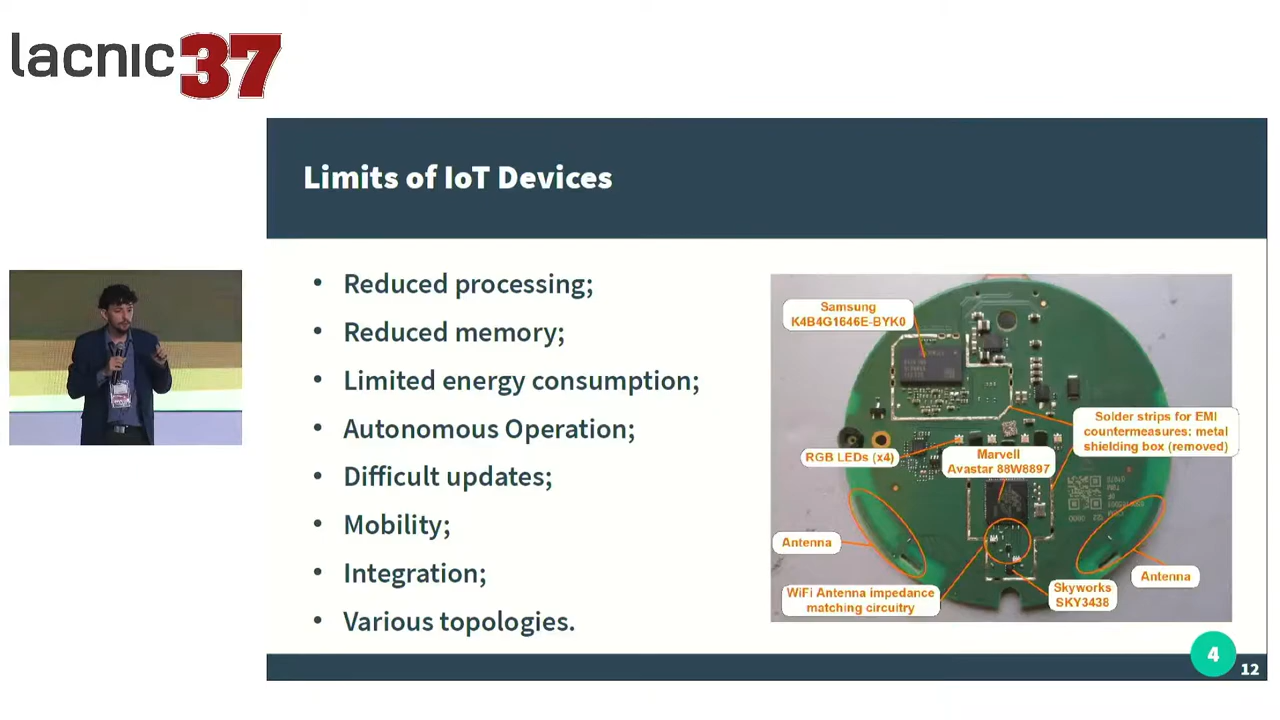 lacnic 37
Limits of IoT Devices
• Reduced processing;
• Reduced memory;
• Limited energy consumption;
• Autonomous Operation;
• Difficult updates;
• Mobility;
• Integration;
• Various topologies.
Samsung
K4B4G1646E-BYK0
Solder strips for EMI
countermeasures: metal
shielding box (removed)
RGB LEDs (x4)
Marvell
Avastar 88W8897
Antenna
Antenna
WiFi Antenna impedance
matching circuitry
Skyworks
SKY3438
4
12